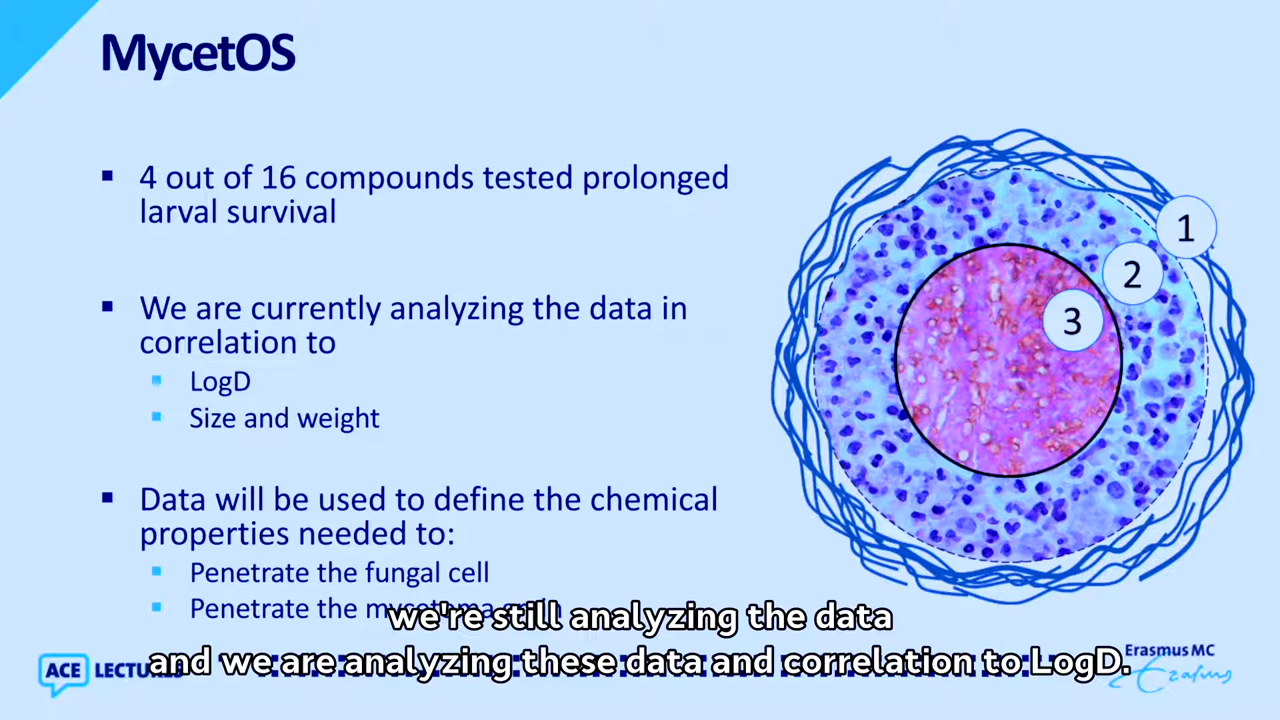 MycetOS
4 out of 16 compounds tested prolonged
larval survival
We are currently analyzing the data in
correlation to
LogD
Size and weight
Data will be used to define the chemical
properties needed to:
Penetrate the fungal cell
Penetrate the
1
2
3
we're still analyzing the data
and we are analyzing these data and correlation to LogD.
ACE LECTURES
Erasmus MC
Erasmus